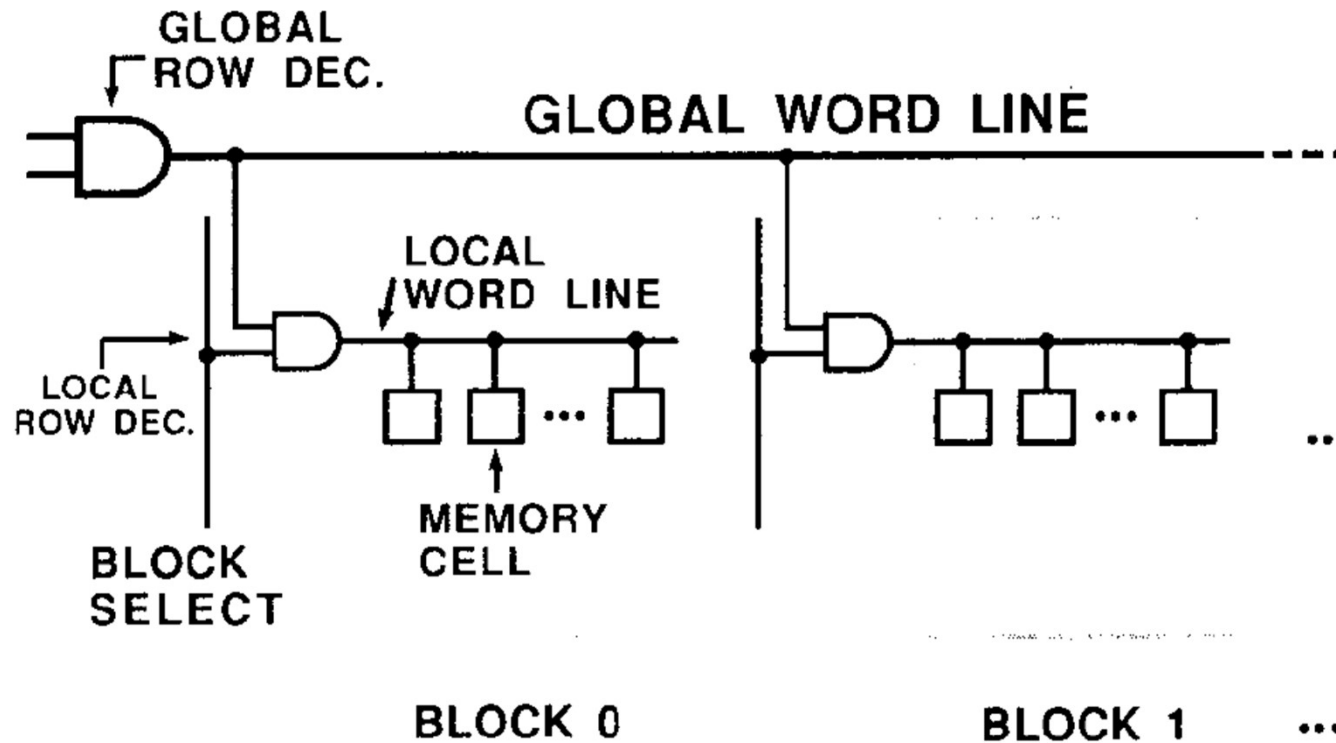 GLOBAL
ROW DEC.
GLOBAL WORD LINE
LOCAL
WORD LINE
LOCAL
ROW DEC.
...
...
..
MEMORY
CELL
BLOCK
SELECT
BLOCK 0
BLOCK 1
...